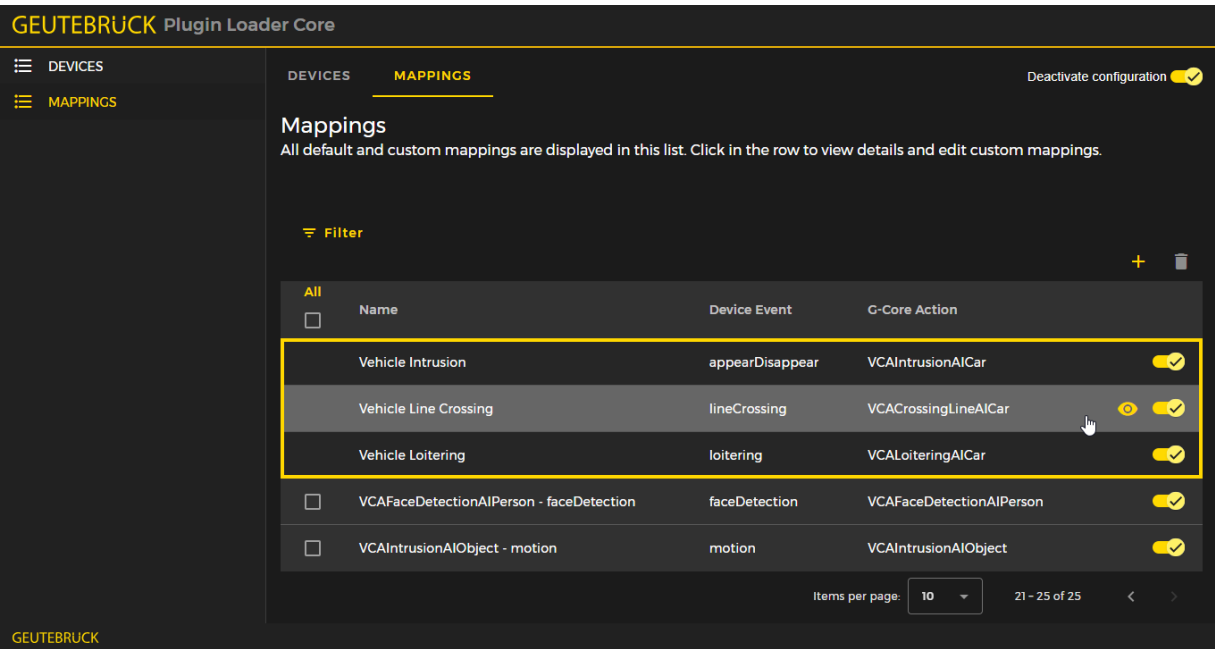 GEUTEBRÜCK Plugin Loader Core
DEVICES
MAPPINGS
DEVICES MAPPINGS Deactivate configuration
Mappings
All default and custom mappings are displayed in this list. Click in the row to view details and edit custom mappings.
Filter
All
Name Device Event G-Core Action
Vehicle Intrusion appearDisappear VCAIntrusionAICar
Vehicle Line Crossing lineCrossing VCACrossingLineAICar
Vehicle Loitering loitering VCALoiteringAICar
VCAFaceDetectionAIPerson - faceDetection faceDetection VCAFaceDetectionAIPerson
VCAIntrusionAIObject - motion motion VCAIntrusionAIObject
Items per page: 10 21 – 25 of 25
GEUTEBRÜCK